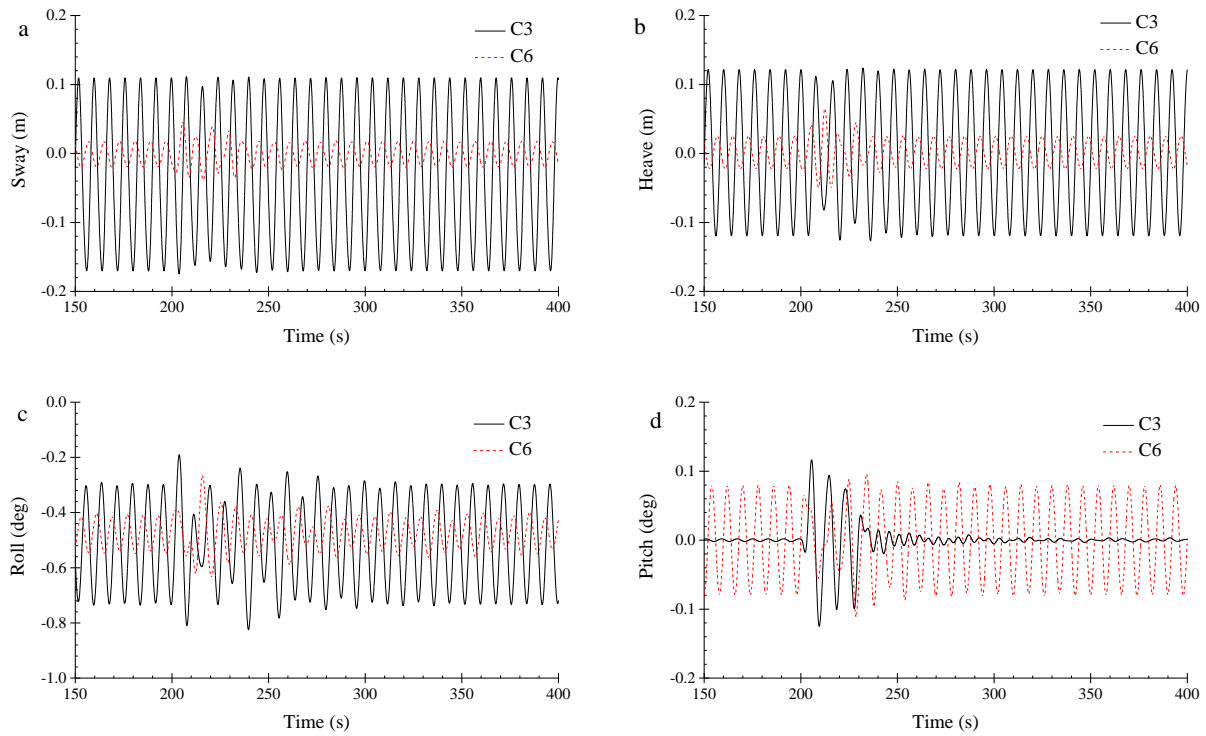 a
0.2
0.1
0.0
-0.1
-0.2
Sway (m)
C3
C6
150 200 250 300 350 400
Time (s)
b
0.2
0.1
0.0
-0.1
-0.2
Heave (m)
C3
C6
150 200 250 300 350 400
Time (s)
c
0.0
-0.2
-0.4
-0.6
-0.8
-1.0
Roll (deg)
C3
C6
150 200 250 300 350 400
Time (s)
d
0.2
0.1
0.0
-0.1
-0.2
Pitch (deg)
C3
C6
150 200 250 300 350 400
Time (s)